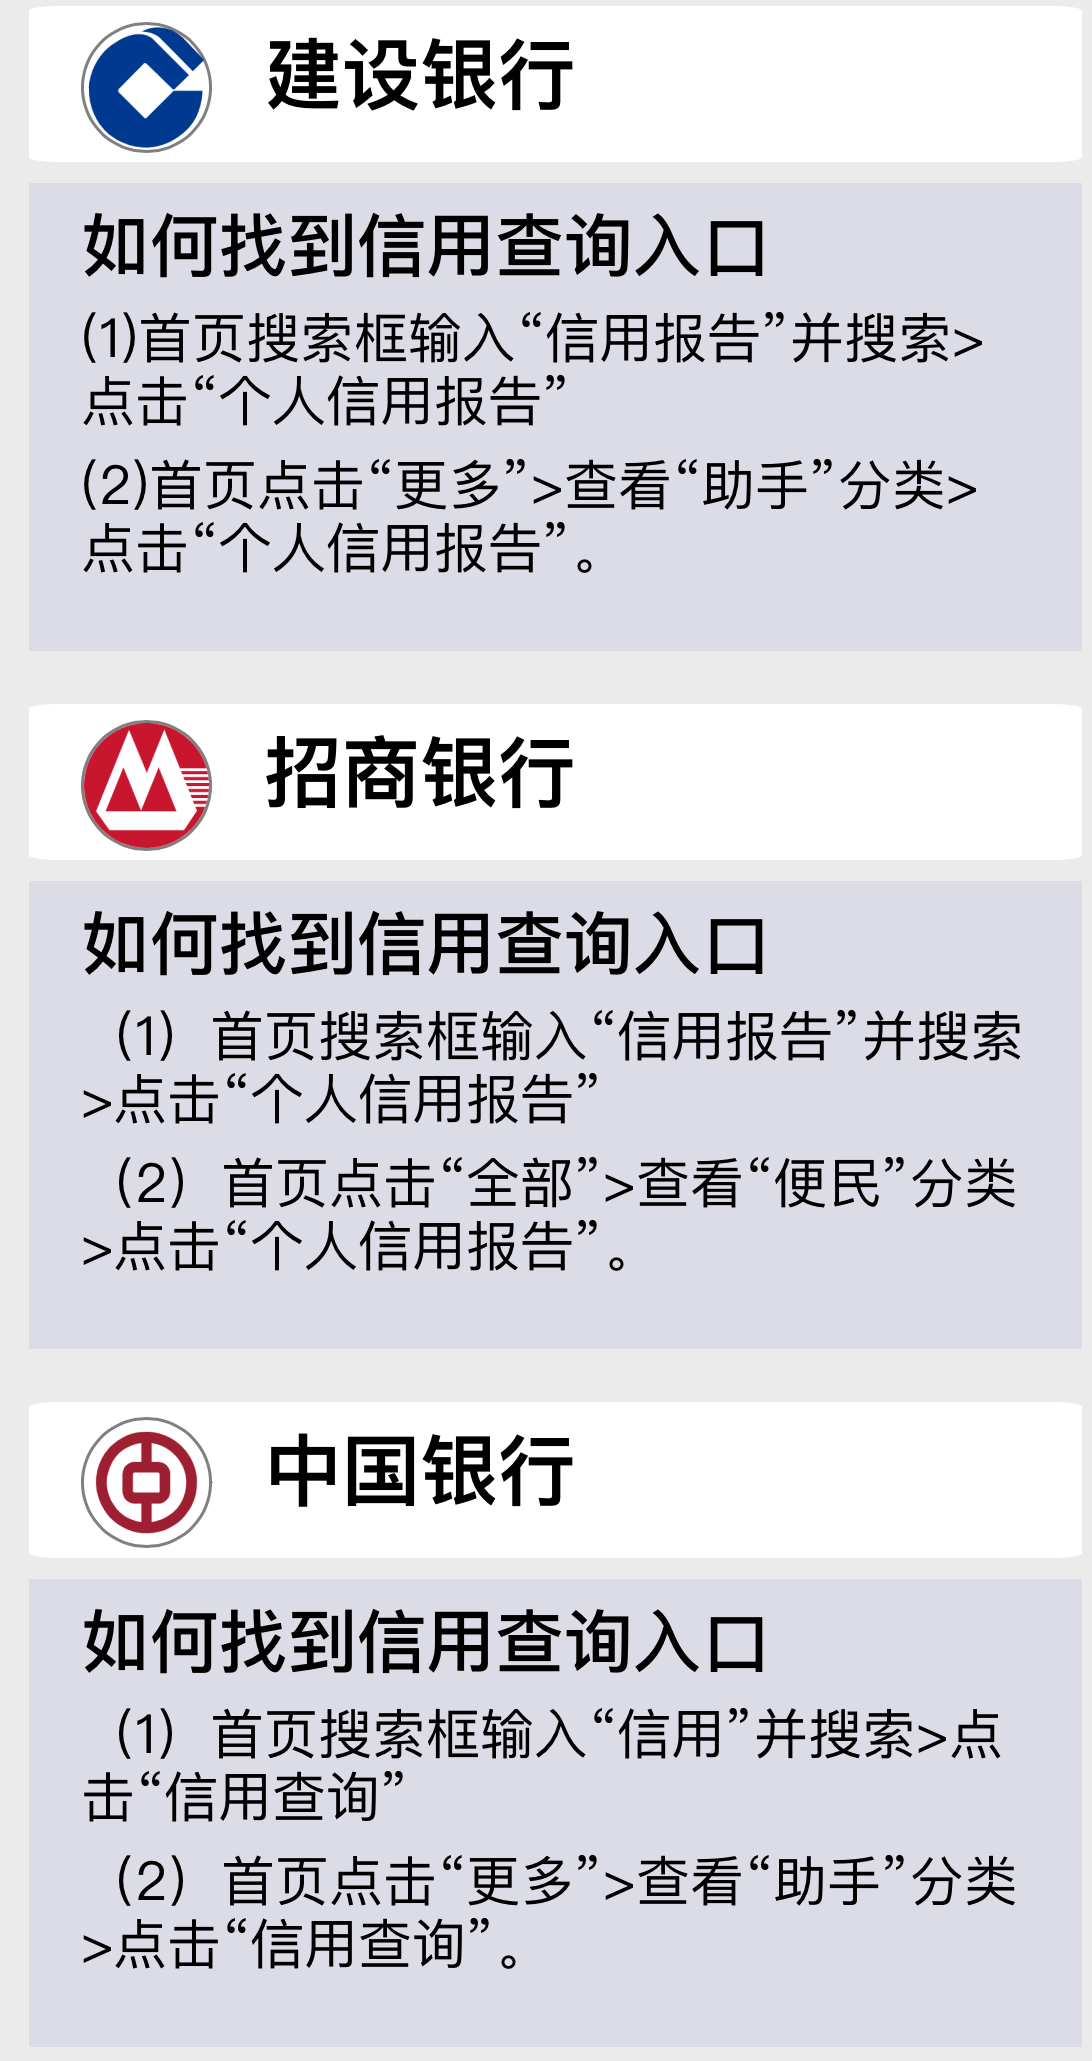 建设银行
如何找到信用查询入口
(1)首页搜索框输入“信用报告”并搜索>
点击“个人信用报告”
(2)首页点击“更多”>查看“助手”分类>
点击“个人信用报告”。
招商银行
如何找到信用查询入口
（1）首页搜索框输入“信用报告”并搜索
>点击“个人信用报告”
（2）首页点击“全部”>查看“便民”分类
>点击“个人信用报告”。
中国银行
如何找到信用查询入口
（1）首页搜索框输入“信用”并搜索>点
击“信用查询”
（2）首页点击“更多”>查看“助手”分类
>点击“信用查询”。